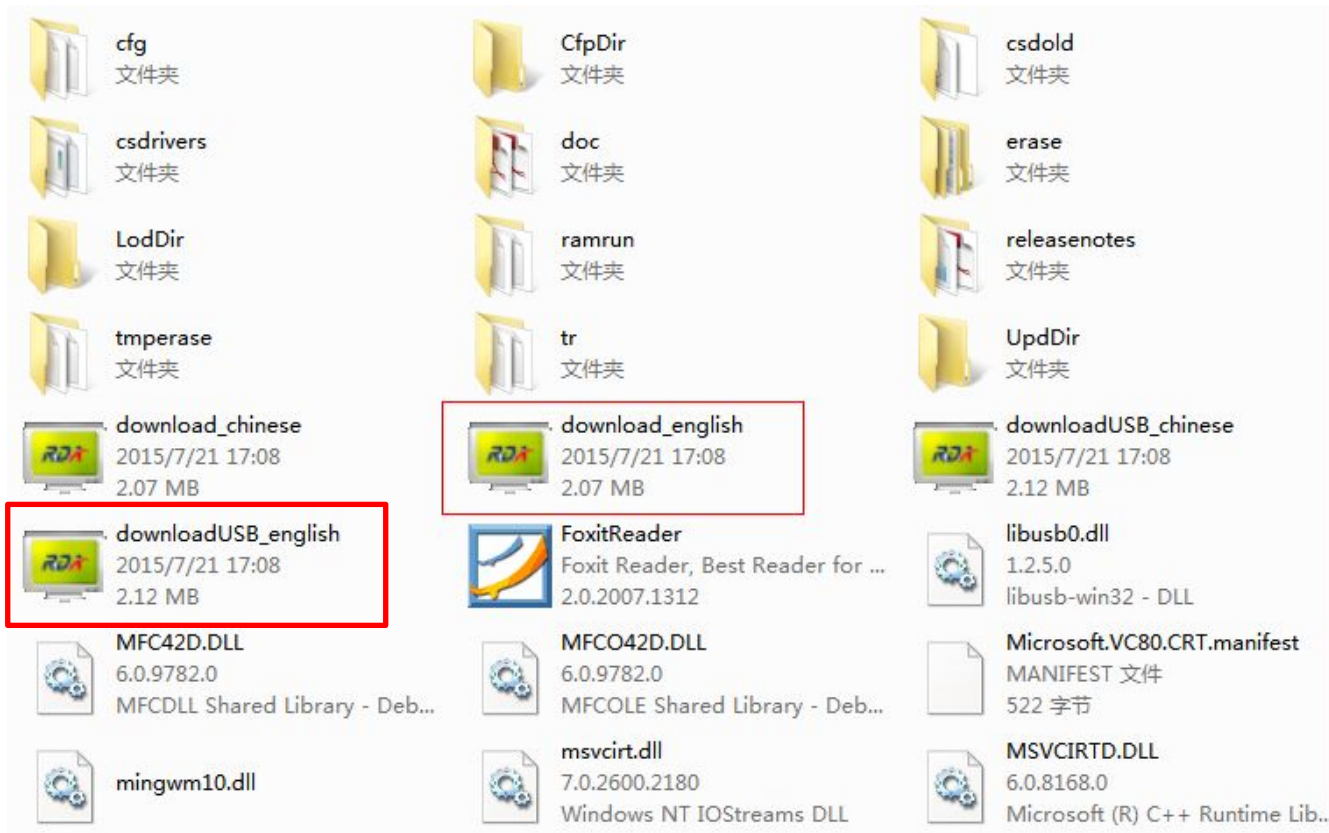 cfg
文件夹
CfpDir
文件夹
csdold
文件夹
csdrivers
文件夹
doc
文件夹
erase
文件夹
LodDir
文件夹
ramrun
文件夹
releasenotes
文件夹
tmperase
文件夹
tr
文件夹
UpdDir
文件夹
RDA
download_chinese
2015/7/21 17:08
2.07 MB
RDA
download_english
2015/7/21 17:08
2.07 MB
RDA
downloadUSB_chinese
2015/7/21 17:08
2.12 MB
RDA
downloadUSB_english
2015/7/21 17:08
2.12 MB
FoxitReader
Foxit Reader, Best Reader for ...
2.0.2007.1312
libusb0.dll
1.2.5.0
libusb-win32 - DLL
MFC42D.DLL
6.0.9782.0
MFCDLL Shared Library - Deb...
MFCO42D.DLL
6.0.9782.0
MFCOLE Shared Library - Deb...
Microsoft.VC80.CRT.manifest
MANIFEST 文件
522 字节
mingwm10.dll
msvcirt.dll
7.0.2600.2180
Windows NT IOStreams DLL
MSVCIRTD.DLL
6.0.8168.0
Microsoft (R) C++ Runtime Lib..